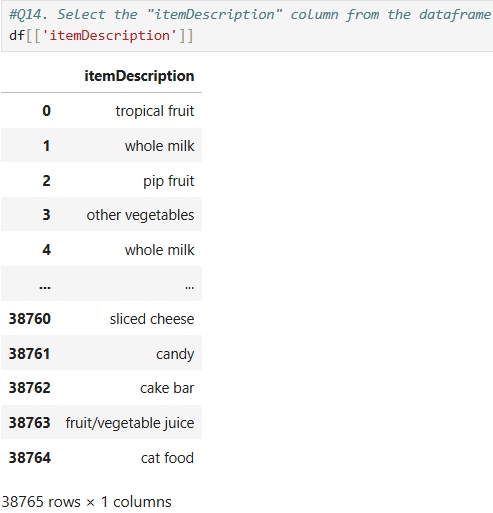 #Q14. Select the "itemDescription" column from the dataframe
df[['itemDescription']]
itemDescription
0 tropical fruit
1 whole milk
2 pip fruit
3 other vegetables
4 whole milk
... ...
38760 sliced cheese
38761 candy
38762 cake bar
38763 fruit/vegetable juice
38764 cat food
38765 rows × 1 columns